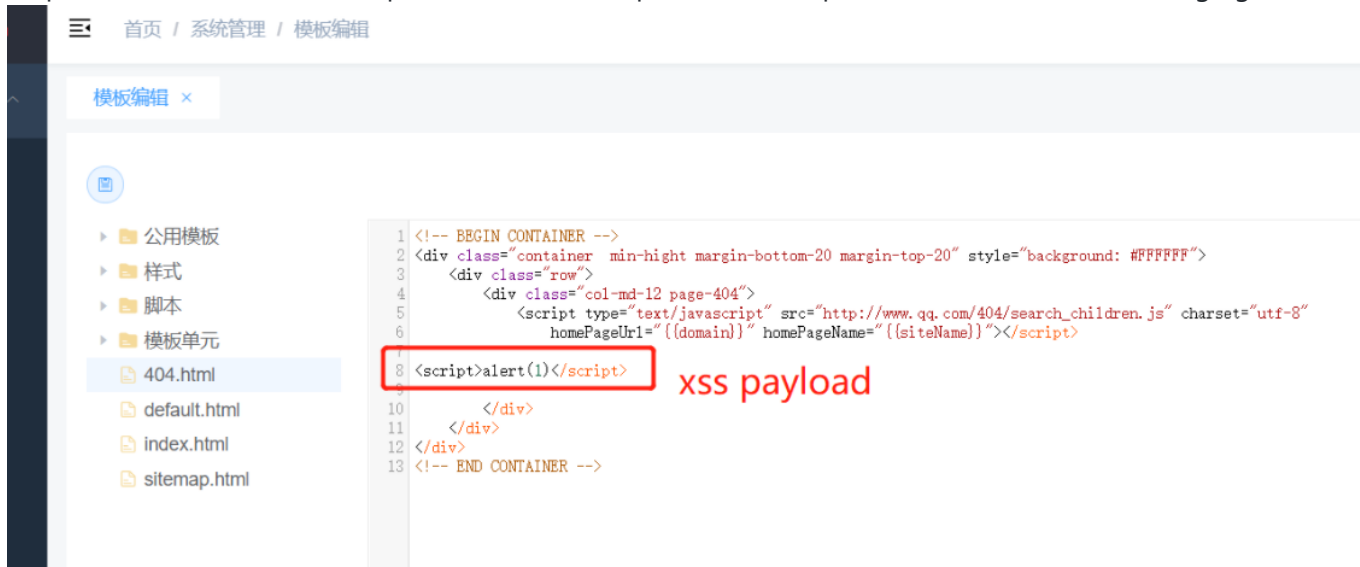 首页 / 系统管理 / 模板编辑
模板编辑 ×
公用模板
样式
脚本
模板单元
404.html
default.html
index.html
sitemap.html
1 <!-- BEGIN CONTAINER -->
2 <div class="container  min-hight margin-bottom-20 margin-top-20" style="background: #FFFFFF">
3     <div class="row">
4         <div class="col-md-12 page-404">
5             <script type="text/javascript" src="http://www.qq.com/404/search_children.js" charset="utf-8"
6                 homePageUrl="{{domain}}" homePageName="{{siteName}}"></script>
7
8 <script>alert(1)</script>
xss payload
9
10         </div>
11     </div>
12 </div>
13 <!-- END CONTAINER -->